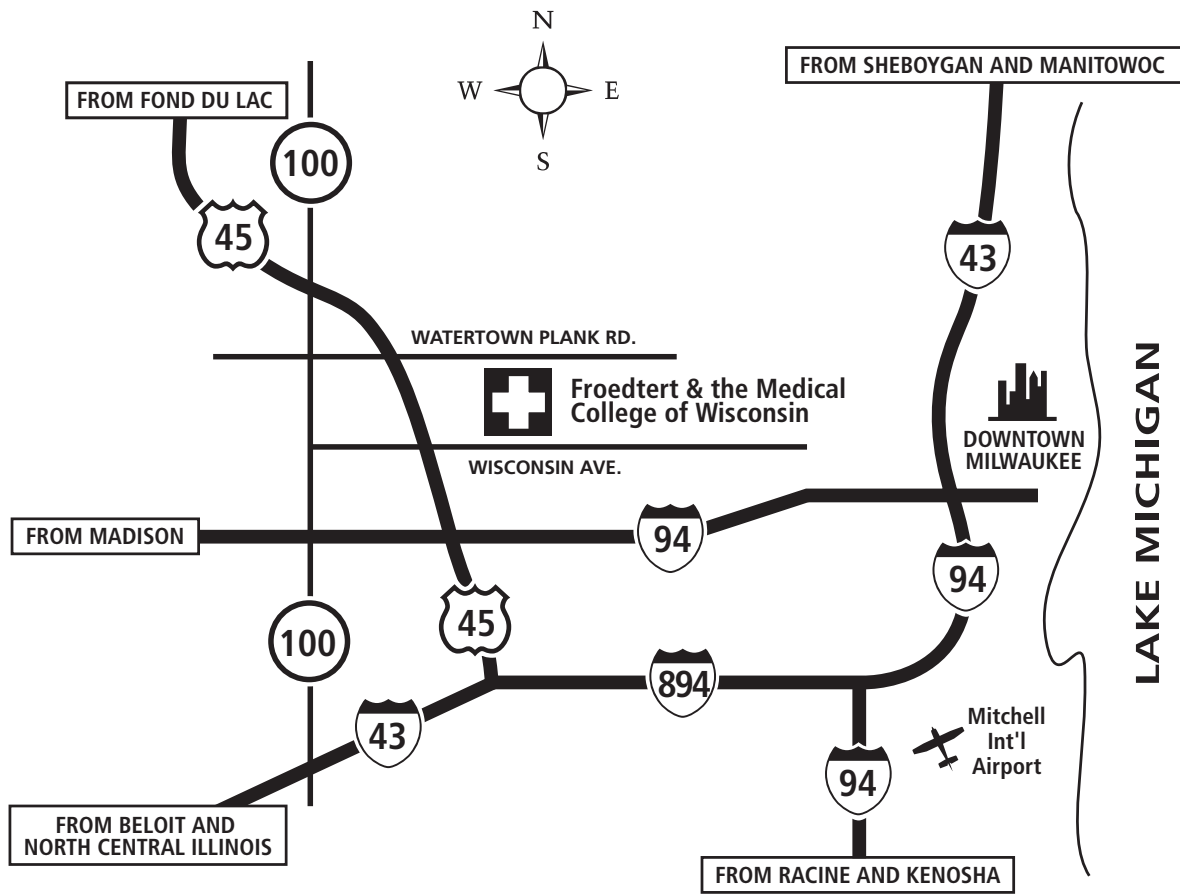 N
FROM SHEBOYGAN AND MANITOWOC
W E
FROM FOND DU LAC
100
S
45
43
WATERTOWN PLANK RD.
Froedtert & the Medical
College of Wisconsin
DOWNTOWN
MILWAUKEE
WISCONSIN AVE.
LAKE MICHIGAN
FROM MADISON
94
94
45
100
894
43
Mitchell
Int'l
Airport
94
FROM BELOIT AND
NORTH CENTRAL ILLINOIS
FROM RACINE AND KENOSHA